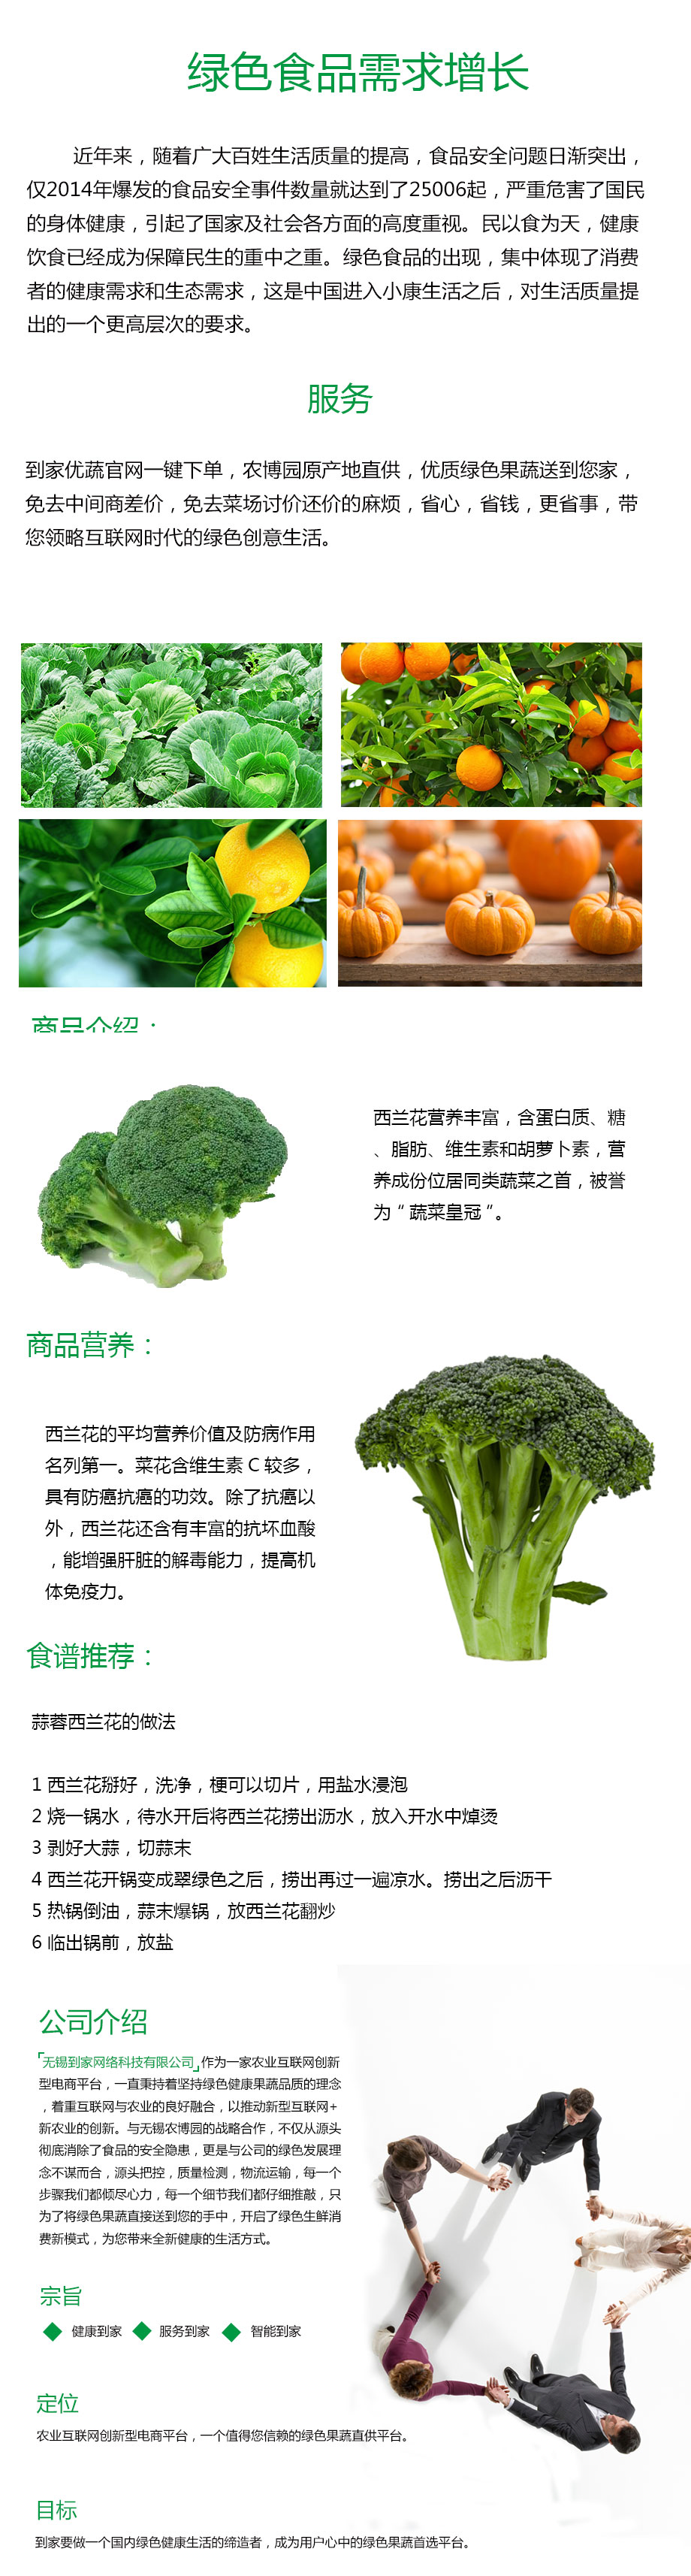 绿色食品需求增长
近年来，随着广大百姓生活质量的提高，食品安全问题日渐突出，
仅2014年爆发的食品安全事件数量就达到了25006起，严重危害了国民
的身体健康，引起了国家及社会各方面的高度重视。民以食为天，健康
饮食已经成为保障民生的重中之重。绿色食品的出现，集中体现了消费
者的健康需求和生态需求，这是中国进入小康生活之后，对生活质量提
出的一个更高层次的要求。
服务
到家优蔬官网一键下单，农博园原产地直供，优质绿色果蔬送到您家，
免去中间商差价，免去菜场讨价还价的麻烦，省心，省钱，更省事，带
您领略互联网时代的绿色创意生活。
商品介绍：
西兰花营养丰富，含蛋白质、糖
、脂肪、维生素和胡萝卜素，营
养成份位居同类蔬菜之首，被誉
为“蔬菜皇冠”。
商品营养：
西兰花的平均营养价值及防病作用
名列第一。菜花含维生素 C 较多，
具有防癌抗癌的功效。除了抗癌以
外，西兰花还含有丰富的抗坏血酸
，能增强肝脏的解毒能力，提高机
体免疫力。
食谱推荐：
蒜蓉西兰花的做法
1 西兰花掰好，洗净，梗可以切片，用盐水浸泡
2 烧一锅水，待水开后将西兰花捞出沥水，放入开水中焯烫
3 剥好大蒜，切蒜末
4 西兰花开锅变成翠绿色之后，捞出再过一遍凉水。捞出之后沥干
5 热锅倒油，蒜末爆锅，放西兰花翻炒
6 临出锅前，放盐
公司介绍
「无锡到家网络科技有限公司」作为一家农业互联网创新
型电商平台，一直秉持着坚持绿色健康果蔬品质的理念
，着重互联网与农业的良好融合，以推动新型互联网+
新农业的创新。与无锡农博园的战略合作，不仅从源头
彻底消除了食品的安全隐患，更是与公司的绿色发展理
念不谋而合，源头把控，质量检测，物流运输，每一个
步骤我们都倾尽心力，每一个细节我们都仔细推敲，只
为了将绿色果蔬直接送到您的手中，开启了绿色生鲜消
费新模式，为您带来全新健康的生活方式。
宗旨
◆ 健康到家 ◆ 服务到家 ◆ 智能到家
定位
农业互联网创新型电商平台，一个值得您信赖的绿色果蔬直供平台。
目标
到家要做一个国内绿色健康生活的缔造者，成为用户心中的绿色果蔬首选平台。